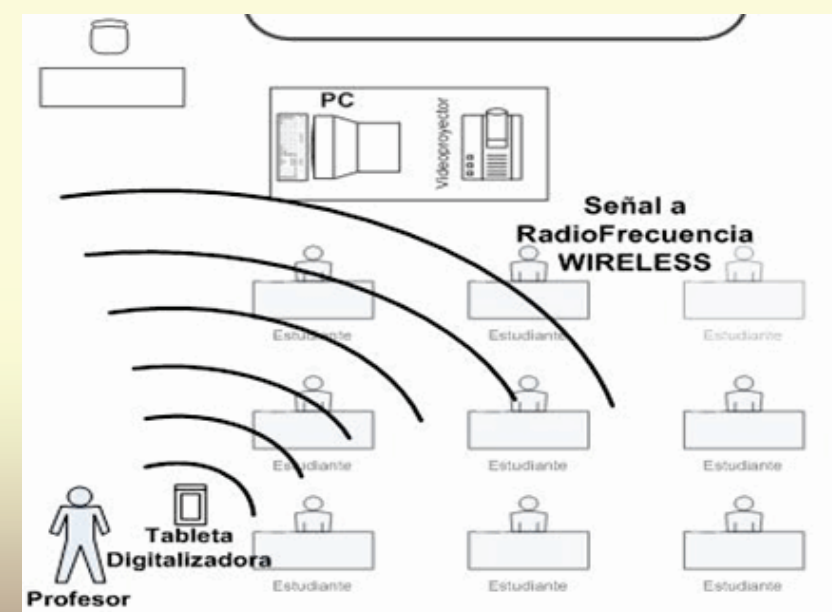 PC
Videoproyector
Señal a
RadioFrecuencia
WIRELESS
Estudiante
Estudiante
Estudiante
Estudiante
Estudiante
Estudiante
Tableta
Digitalizadora
Profesor
Estudiante
Estudiante
Estudiante